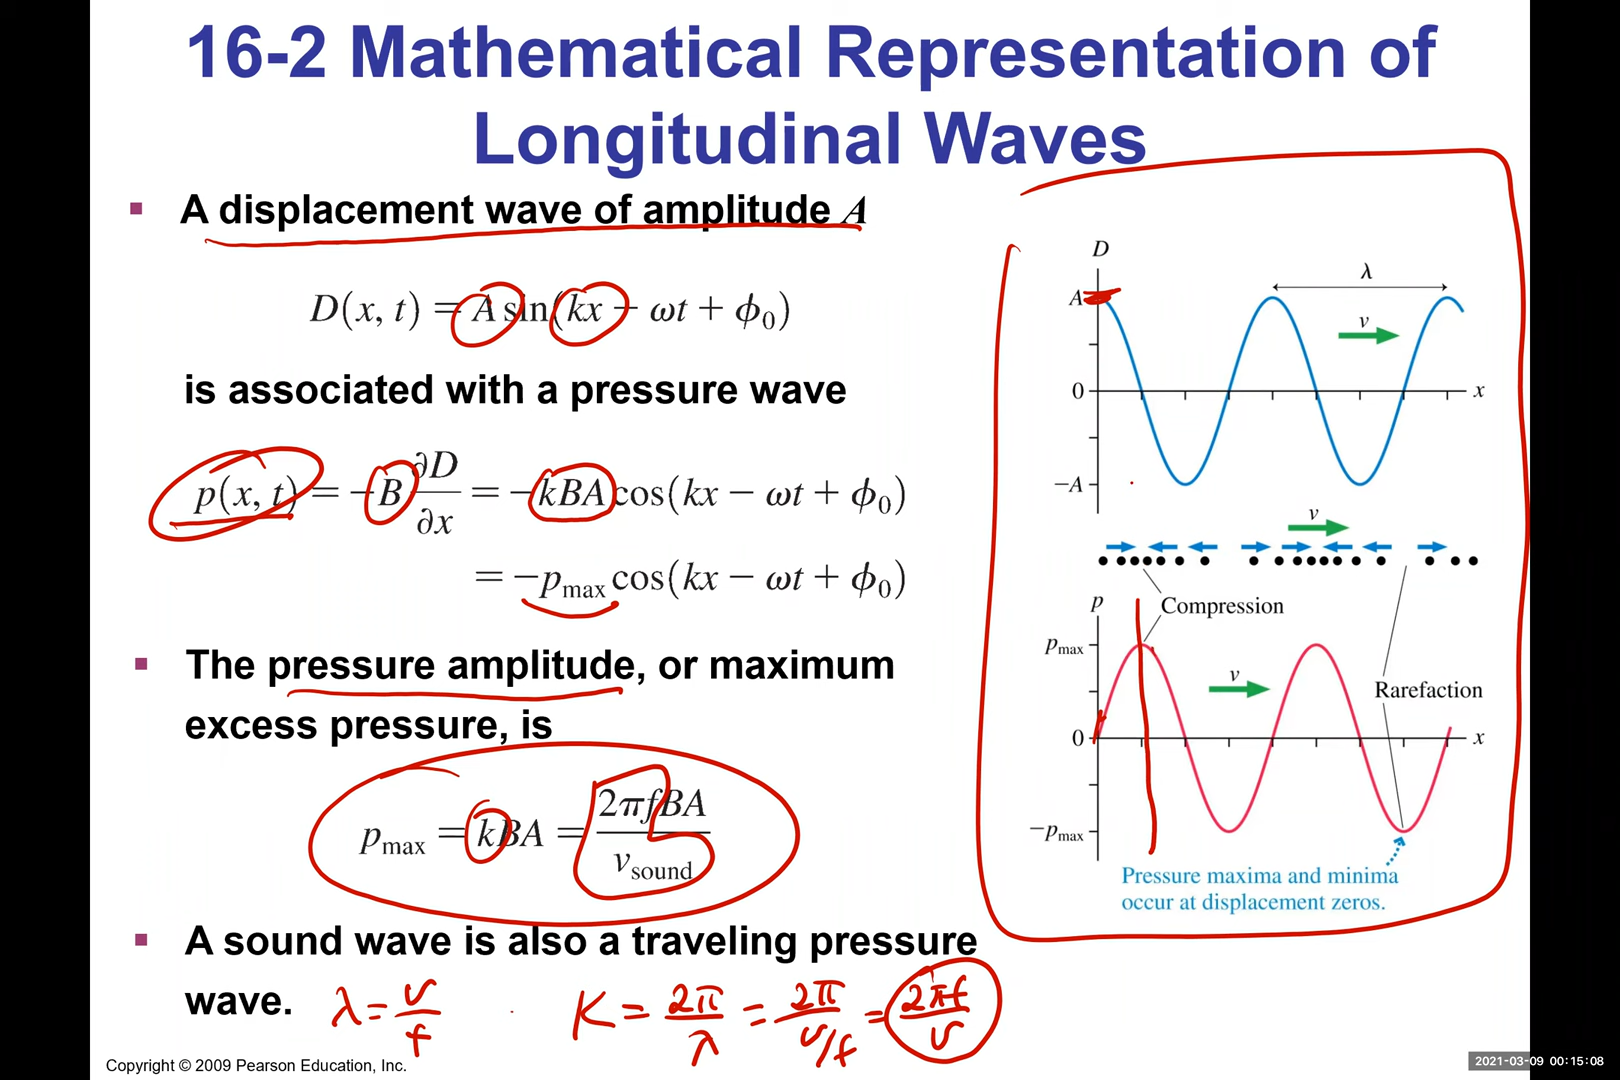 16-2 Mathematical Representation of
Longitudinal Waves
▪ A displacement wave of amplitude A
D(x, t) = A sin(kx − ωt + ϕ₀)
is associated with a pressure wave
p(x, t) = −B ∂D/∂x = −kBA cos(kx − ωt + ϕ₀)
= −pmax cos(kx − ωt + ϕ₀)
▪ The pressure amplitude, or maximum
excess pressure, is
pmax = kBA = 2πfBA/vsound
▪ A sound wave is also a traveling pressure
wave.
λ = v/f
K = 2π/λ = 2π/(v/f) = 2πf/v
D
λ
A
v
0
x
−A
v
p
Compression
pmax
v
Rarefaction
0
x
−pmax
Pressure maxima and minima
occur at displacement zeros.
Copyright © 2009 Pearson Education, Inc.
2021-03-09 00:15:08